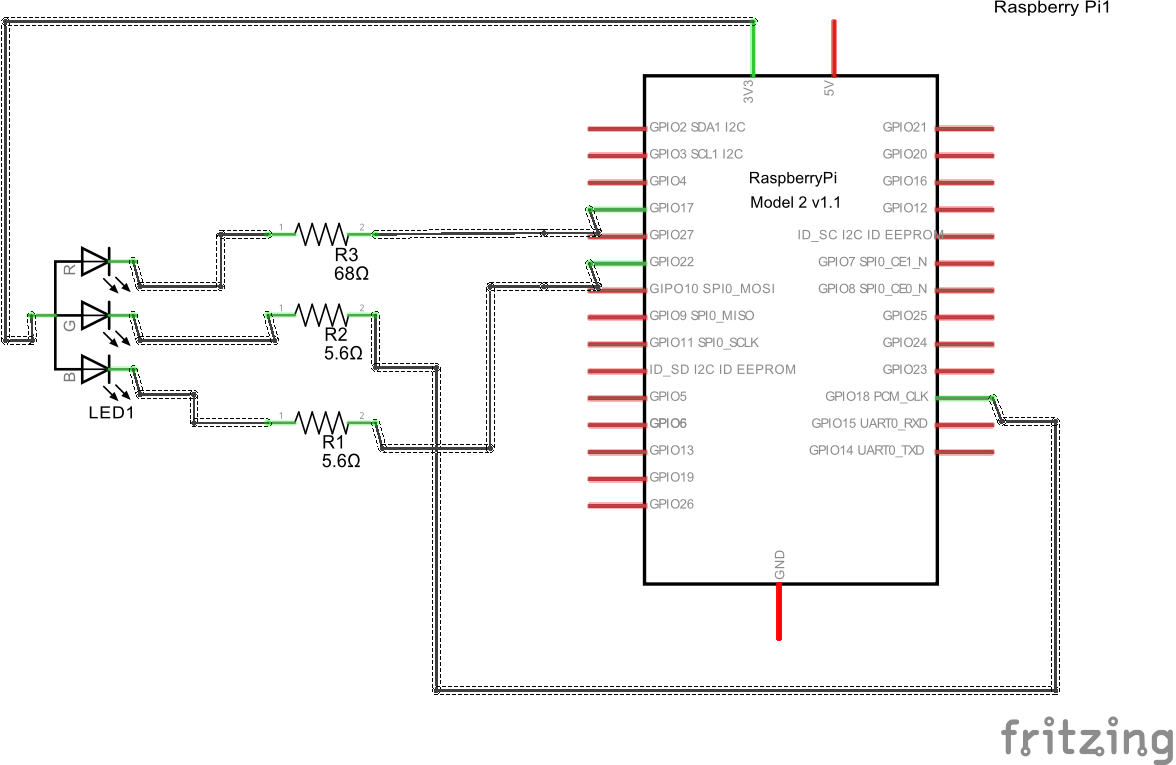 Raspberry Pi1
3V3
5V
GPIO2 SDA1 I2C
GPIO21
GPIO3 SCL1 I2C
GPIO20
GPIO4
RaspberryPi
GPIO16
Model 2 v1.1
GPIO17
GPIO12
GPIO27
ID_SC I2C ID EEPROM
GPIO22
GPIO7 SPI0_CE1_N
GIPO10 SPI0_MOSI
GPIO8 SPI0_CE0_N
GPIO9 SPI0_MISO
GPIO25
GPIO11 SPI0_SCLK
GPIO24
ID_SD I2C ID EEPROM
GPIO23
GPIO5
GPIO18 PCM_CLK
GPIO6
GPIO15 UART0_RXD
GPIO13
GPIO14 UART0_TXD
GPIO19
GPIO26
GND
1
2
R3
68Ω
1
2
R2
5.6Ω
1
2
R1
5.6Ω
R
G
B
LED1
fritzing